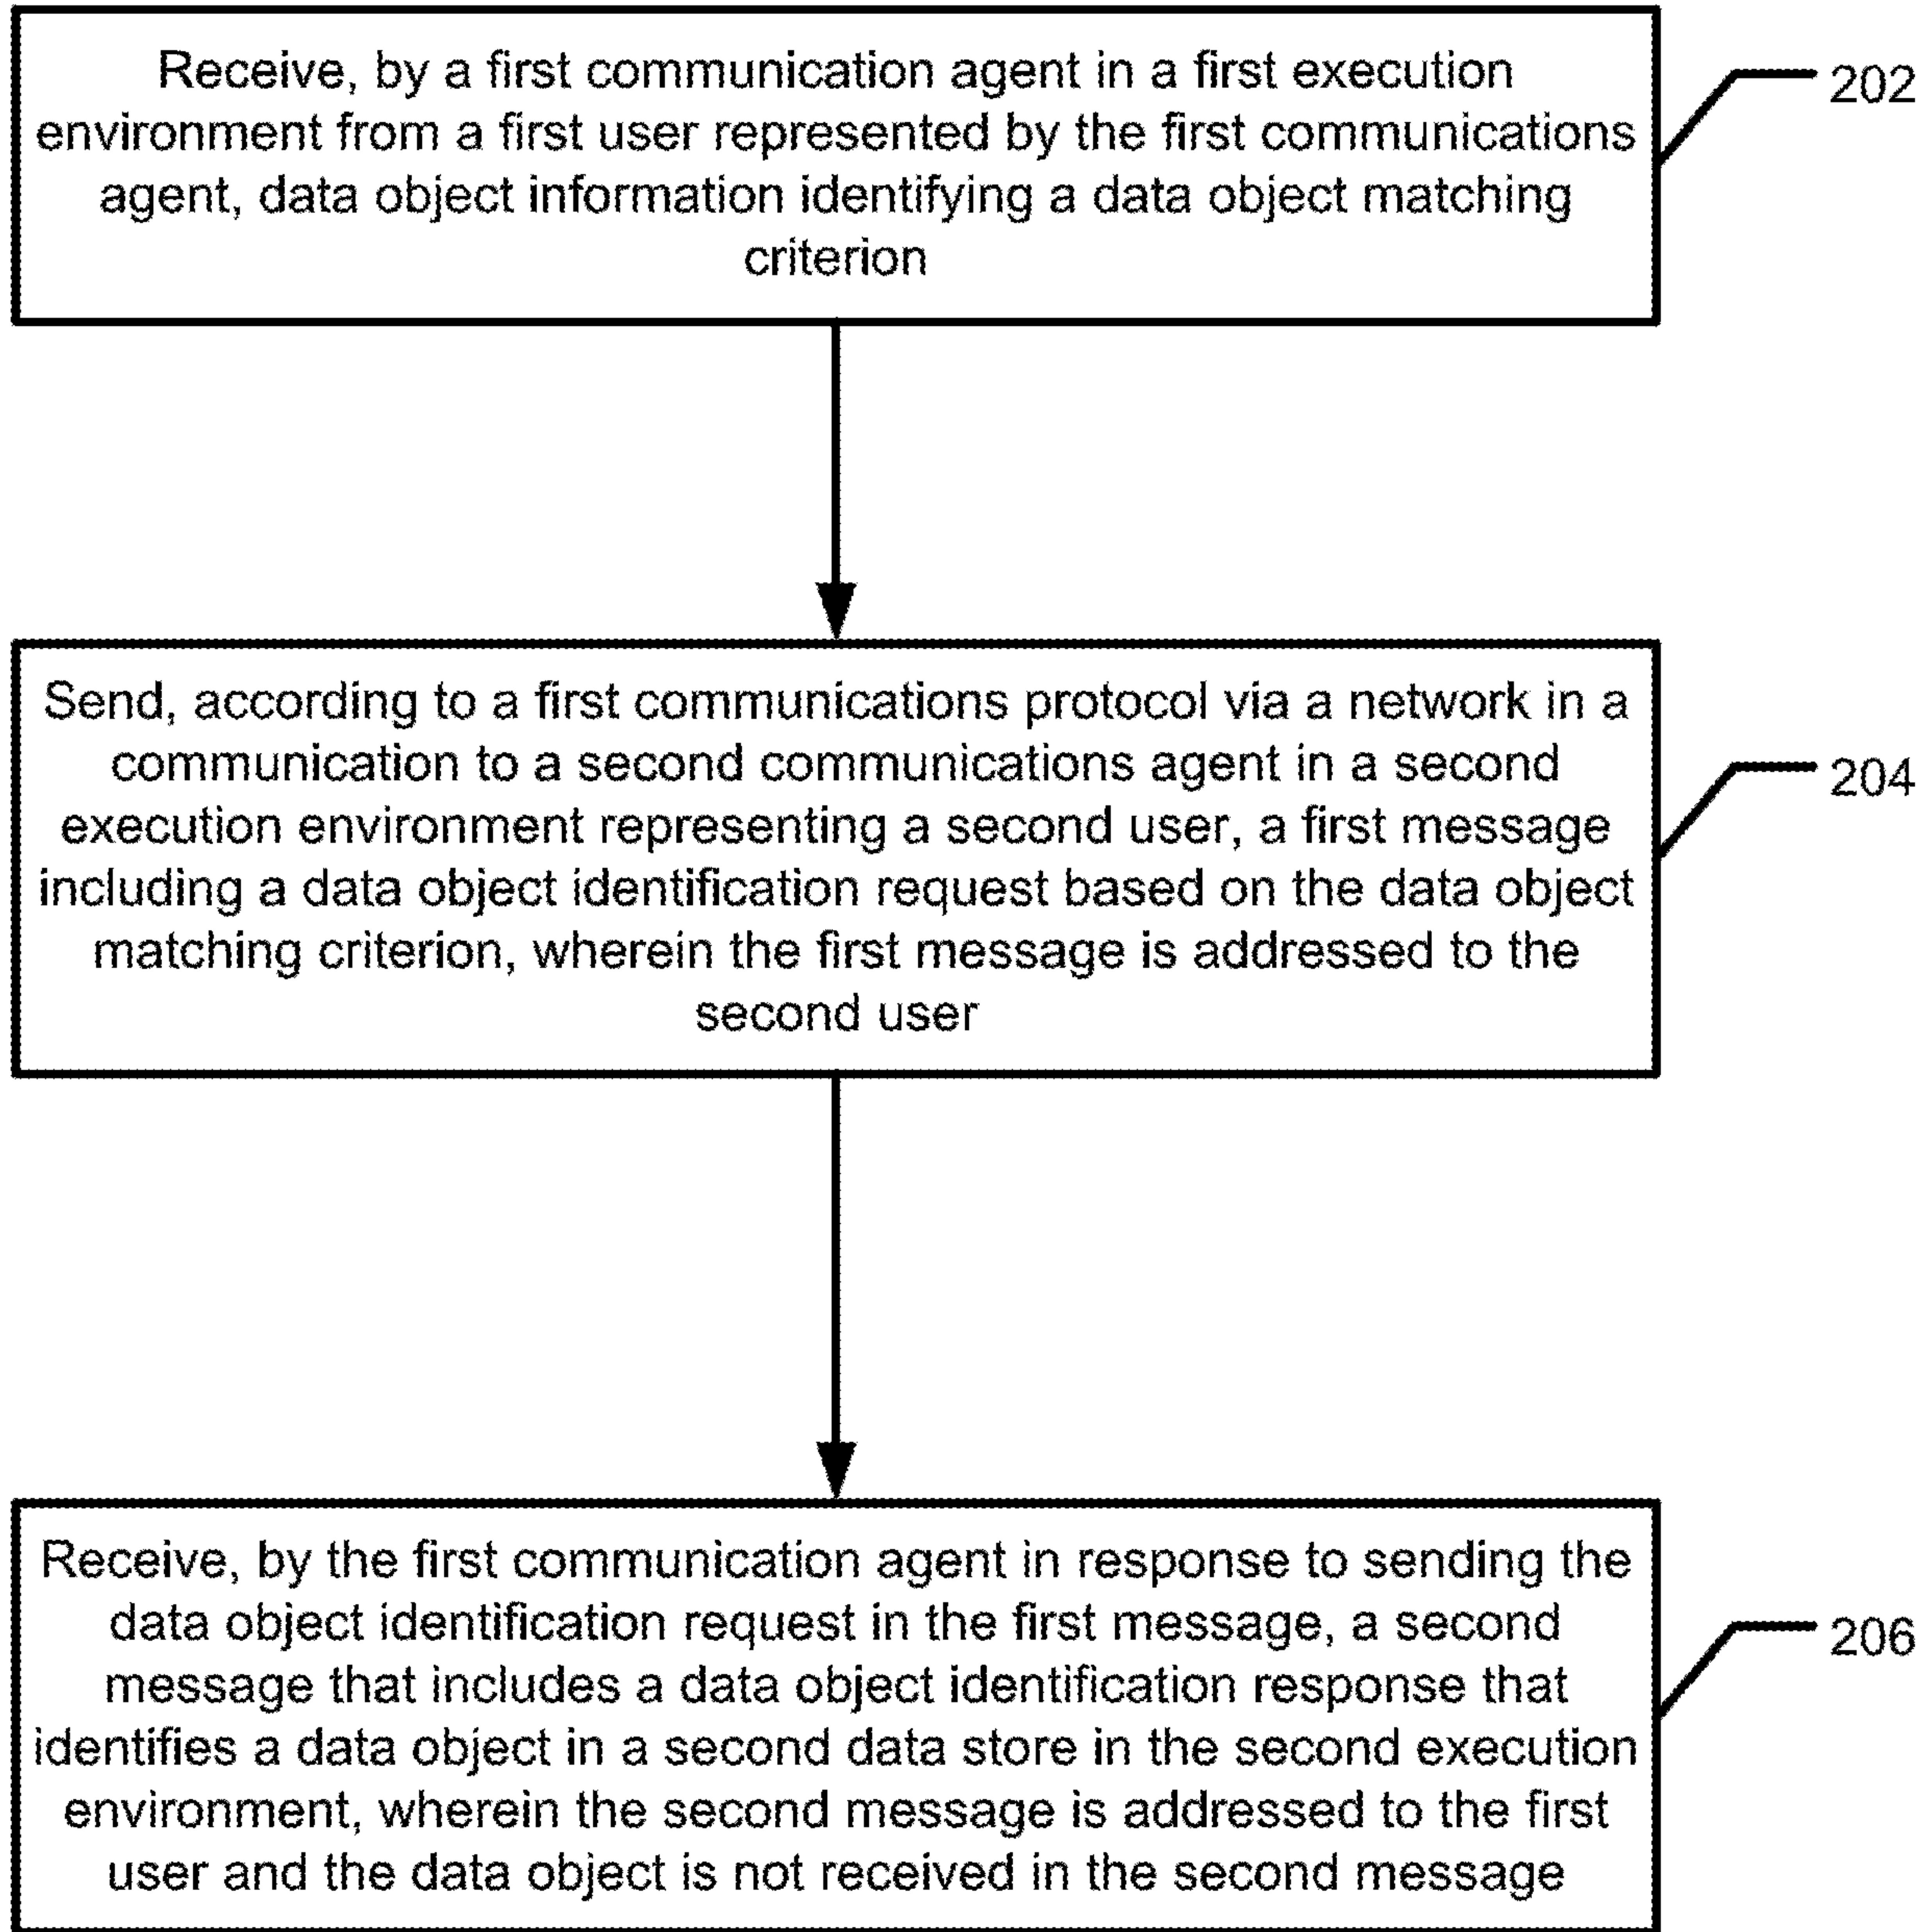 Receive, by a first communication agent in a first execution
environment from a first user represented by the first communications
agent, data object information identifying a data object matching
criterion
202
Send, according to a first communications protocol via a network in a
communication to a second communications agent in a second
execution environment representing a second user, a first message
including a data object identification request based on the data object
matching criterion, wherein the first message is addressed to the
second user
204
Receive, by the first communication agent in response to sending the
data object identification request in the first message, a second
message that includes a data object identification response that
identifies a data object in a second data store in the second execution
environment, wherein the second message is addressed to the first
user and the data object is not received in the second message
206